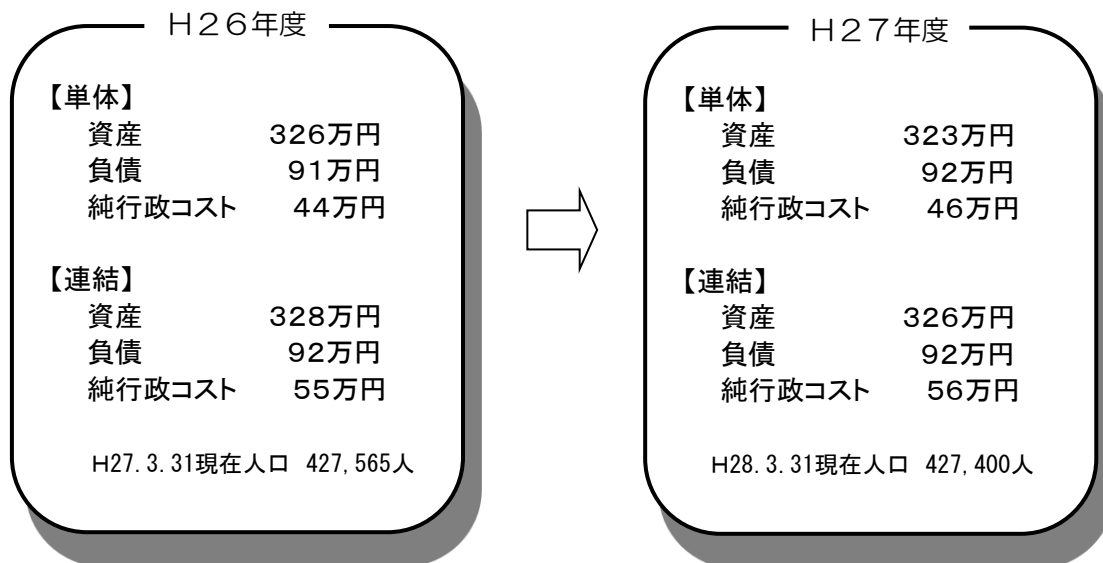 Ｈ２６年度
【単体】
資産 ３２６万円
負債 ９１万円
純行政コスト ４４万円
【連結】
資産 ３２８万円
負債 ９２万円
純行政コスト ５５万円
Ｈ27.3.31現在人口 427,565人
Ｈ２７年度
【単体】
資産 ３２３万円
負債 ９２万円
純行政コスト ４６万円
【連結】
資産 ３２６万円
負債 ９２万円
純行政コスト ５６万円
Ｈ28.3.31現在人口 427,400人